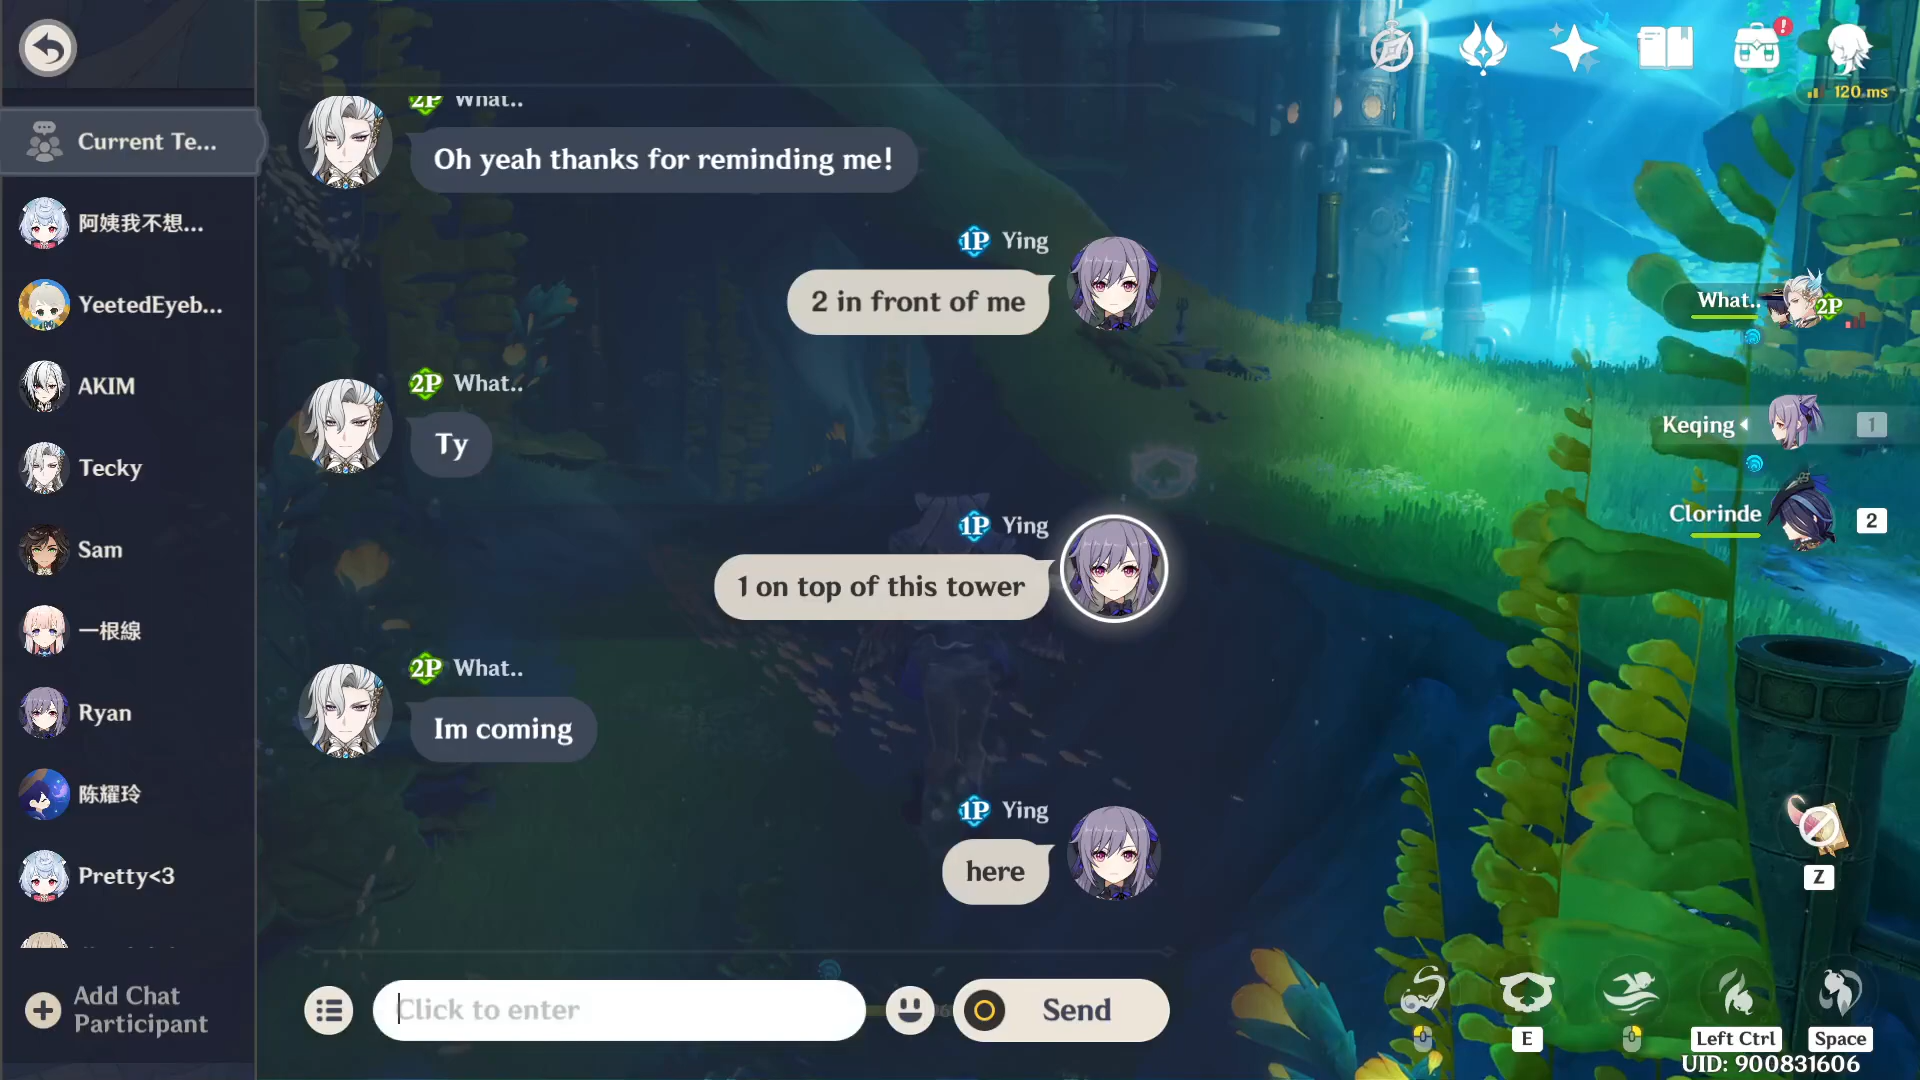 Current Te...
阿姨我不想...
YeetedEyeb...
AKIM
Tecky
Sam
一根線
Ryan
陈耀玲
Pretty<3
Add Chat
Participant
2P What..
Oh yeah thanks for reminding me!
1P Ying
2 in front of me
2P What..
Ty
1P Ying
1 on top of this tower
2P What..
Im coming
1P Ying
here
Click to enter
Send
120 ms
What.. 2P
Keqing 1
Clorinde 2
Z
E
Left Ctrl
Space
UID: 900831606